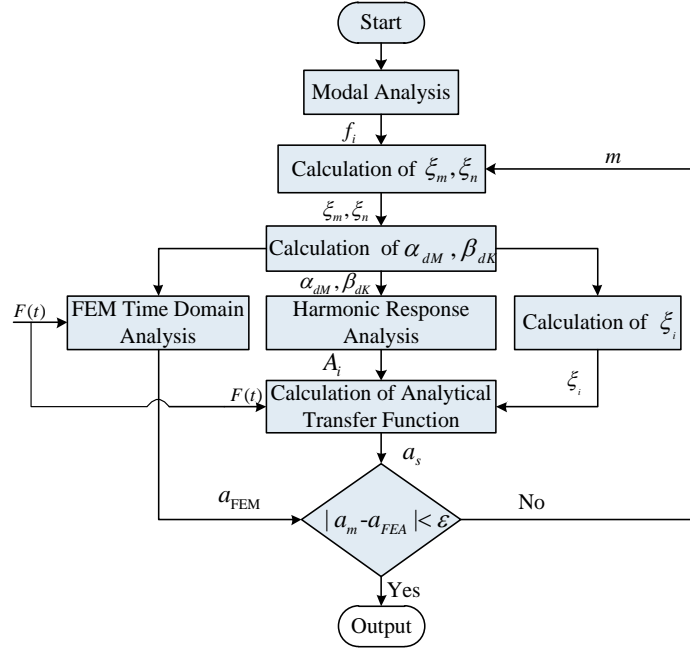 Start
Modal Analysis
f_i
Calculation of ξ_m, ξ_n
m
ξ_m, ξ_n
Calculation of α_dM, β_dK
α_dM, β_dK
F(t)
FEM Time Domain
Analysis
Harmonic Response
Analysis
Calculation of ξ_i
A_i
ξ_i
F(t)
Calculation of Analytical
Transfer Function
a_s
a_FEM
| a_m-a_FEA |< ε
No
Yes
Output